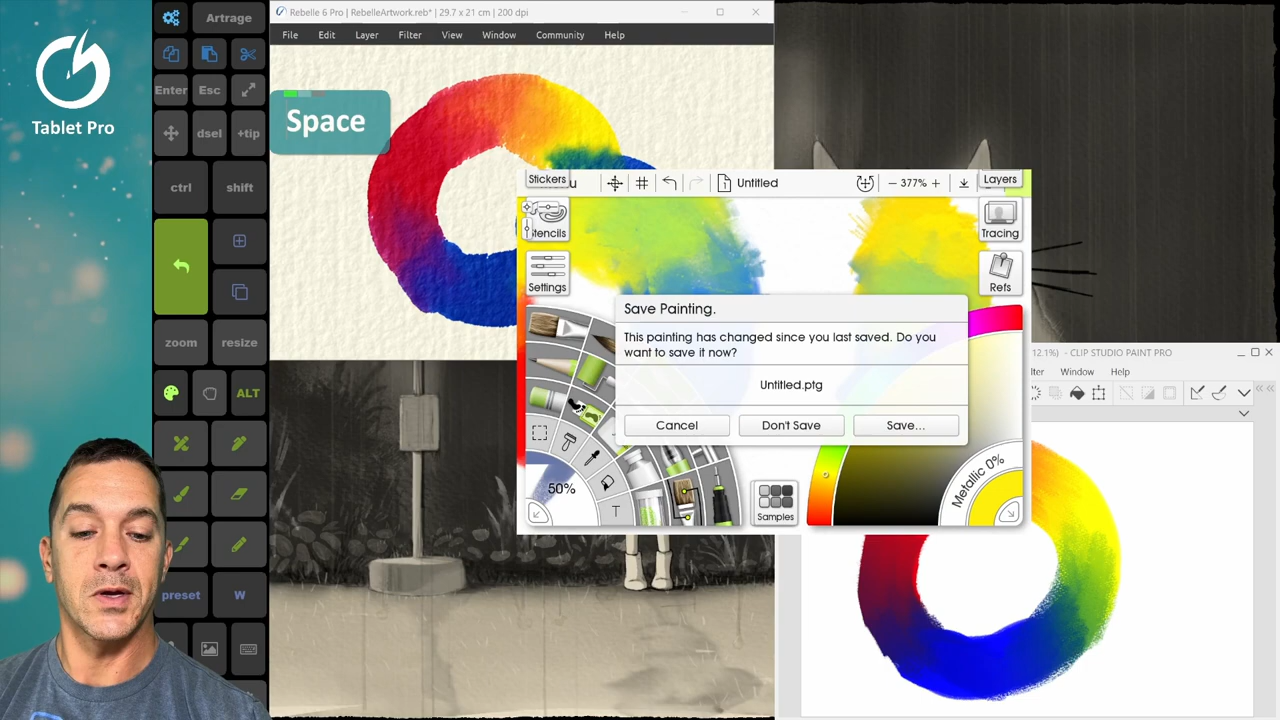 Tablet Pro
Artrage
Enter
Esc
dsel
+tip
ctrl
shift
zoom
resize
ALT
preset
W
Rebelle 6 Pro | RebelleArtwork.reb* | 29.7 x 21 cm | 200 dpi
File Edit Layer Filter View Window Community Help
Space
Stickers
Untitled
− 377% +
Layers
Stencils
Tracing
Settings
Refs
Save Painting.
This painting has changed since you last saved. Do you
want to save it now?
Untitled.ptg
Cancel
Don't Save
Save...
50%
T
Samples
Metallic 0%
12.1%) - CLIP STUDIO PAINT PRO
lter Window Help